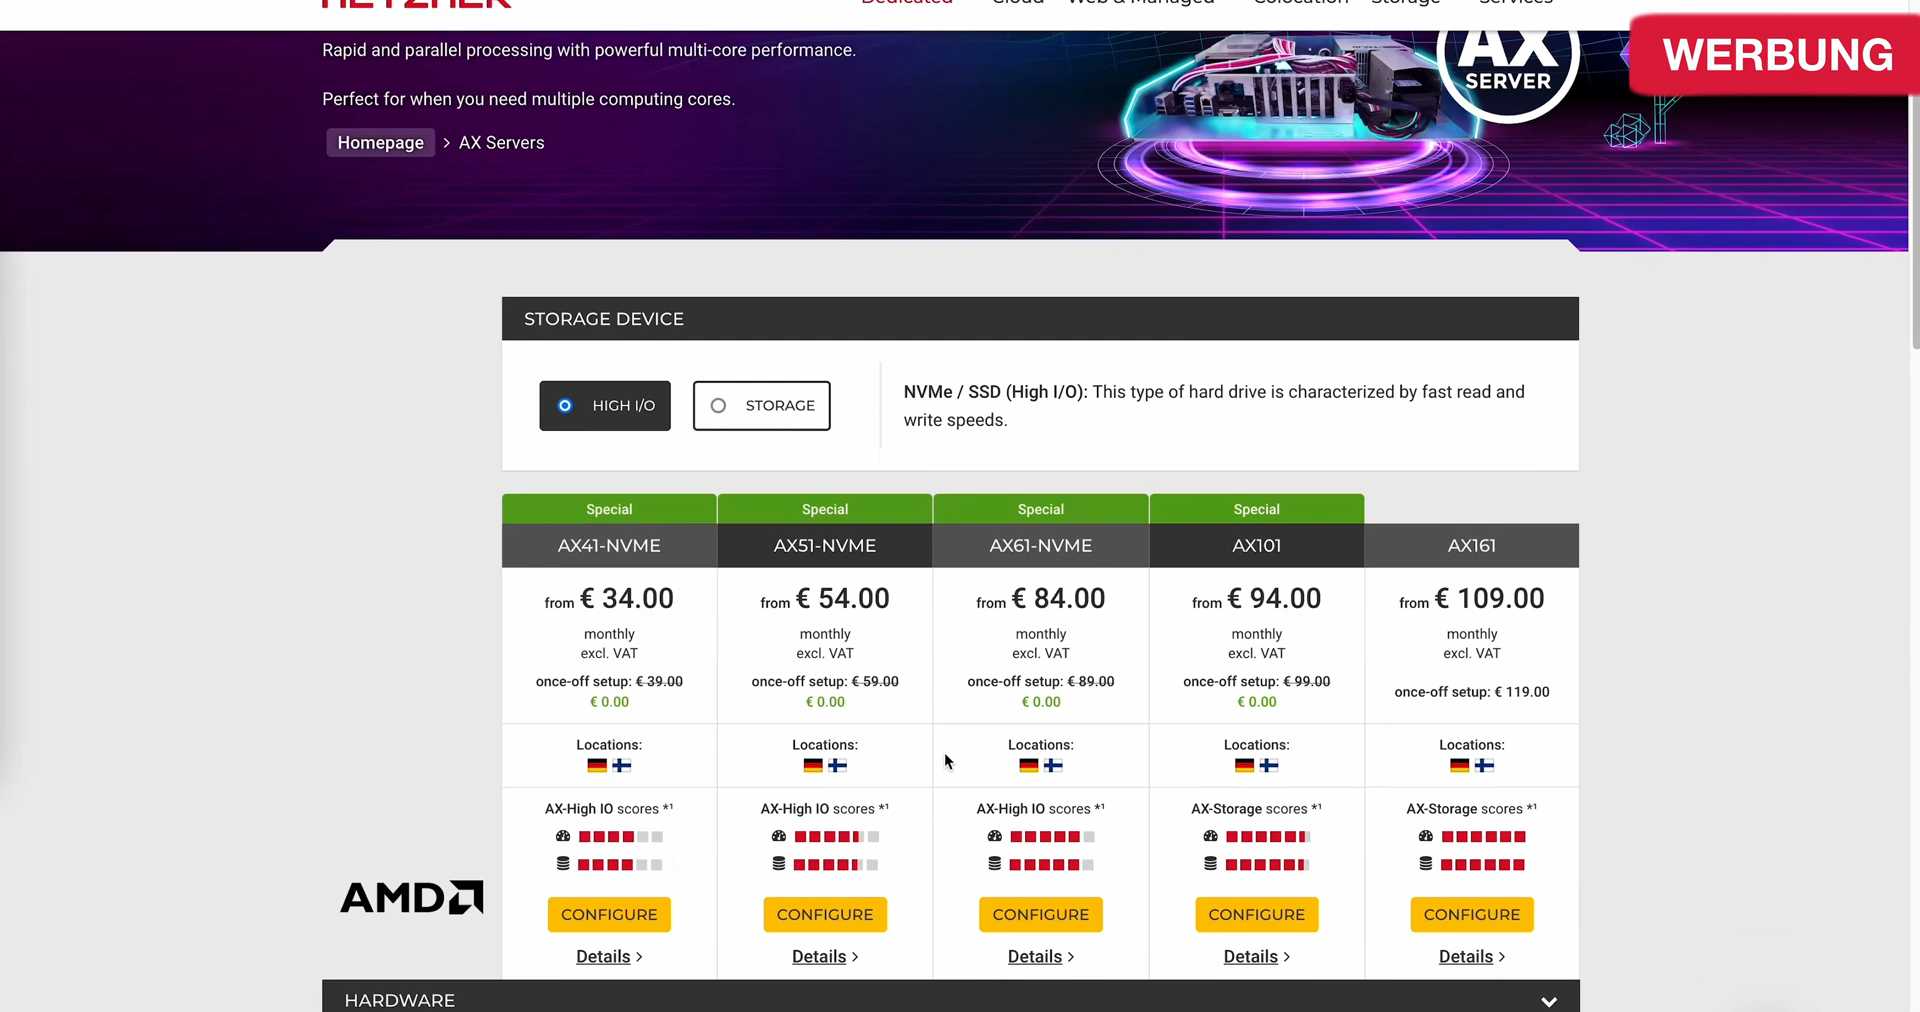 HETZNER
Dedicated Cloud Web & Managed Colocation Storage Services
WERBUNG
AX
SERVER
Rapid and parallel processing with powerful multi-core performance.
Perfect for when you need multiple computing cores.
Homepage > AX Servers
STORAGE DEVICE
HIGH I/O STORAGE
NVMe / SSD (High I/O): This type of hard drive is characterized by fast read and
write speeds.
Special Special Special Special
AX41-NVME AX51-NVME AX61-NVME AX101 AX161
from € 34.00 from € 54.00 from € 84.00 from € 94.00 from € 109.00
monthly monthly monthly monthly monthly
excl. VAT excl. VAT excl. VAT excl. VAT excl. VAT
once-off setup: € 39.00 once-off setup: € 59.00 once-off setup: € 89.00 once-off setup: € 99.00 once-off setup: € 119.00
€ 0.00 € 0.00 € 0.00 € 0.00
Locations: Locations: Locations: Locations: Locations:
AX-High IO scores *¹ AX-High IO scores *¹ AX-High IO scores *¹ AX-Storage scores *¹ AX-Storage scores *¹
AMD
CONFIGURE CONFIGURE CONFIGURE CONFIGURE CONFIGURE
Details > Details > Details > Details > Details >
HARDWARE